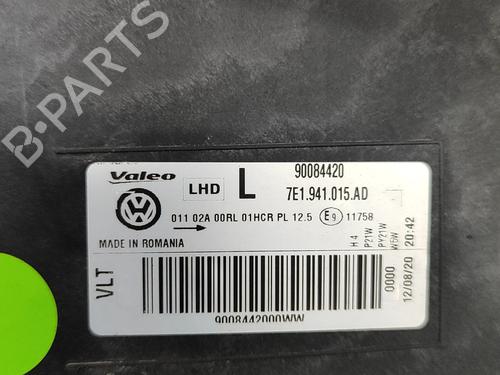 B-PARTS
Valeo
LHD
L
90084420
7E1.941.015.AD
011 02A 00RL 01HCR PL 12.5 E9 11758
MADE IN ROMANIA
VLT
H4
P21W
PY21W
W5W
0000
12/08/20 20:42
9008442000WW